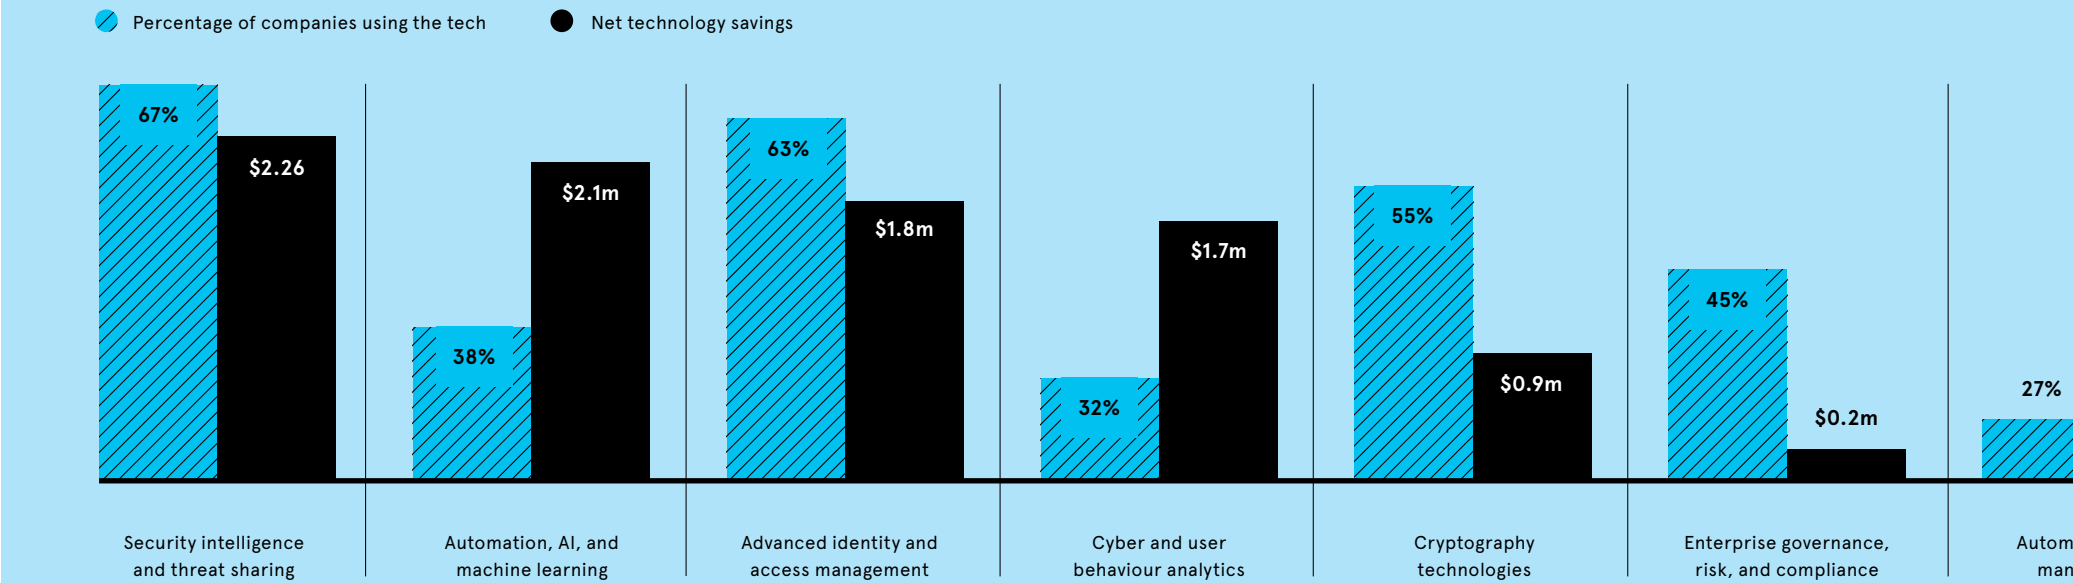 Percentage of companies using the tech
Net technology savings
67%
$2.26
38%
$2.1m
63%
$1.8m
32%
$1.7m
55%
$0.9m
45%
$0.2m
27%
Security intelligence
and threat sharing
Automation, AI, and
machine learning
Advanced identity and
access management
Cyber and user
behaviour analytics
Cryptography
technologies
Enterprise governance,
risk, and compliance